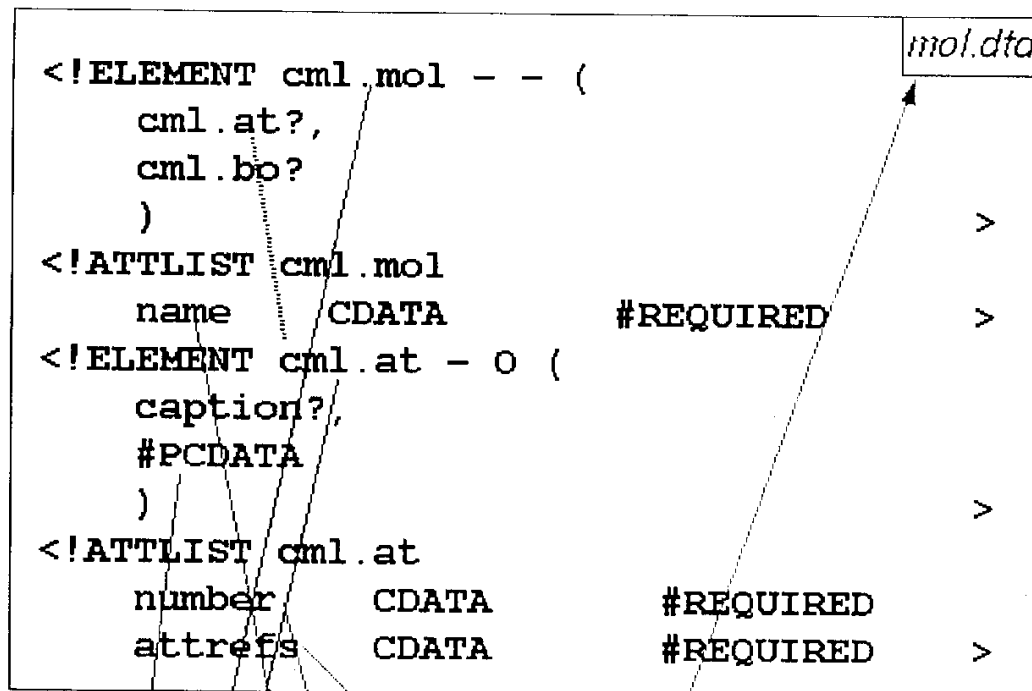 mol.dtd
<!ELEMENT cml.mol - - (
cml.at?,
cml.bo?
) >
<!ATTLIST cml.mol
name CDATA #REQUIRED >
<!ELEMENT cml.at - O (
caption?,
#PCDATA
) >
<!ATTLIST cml.at
number CDATA #REQUIRED
attrefs CDATA #REQUIRED >